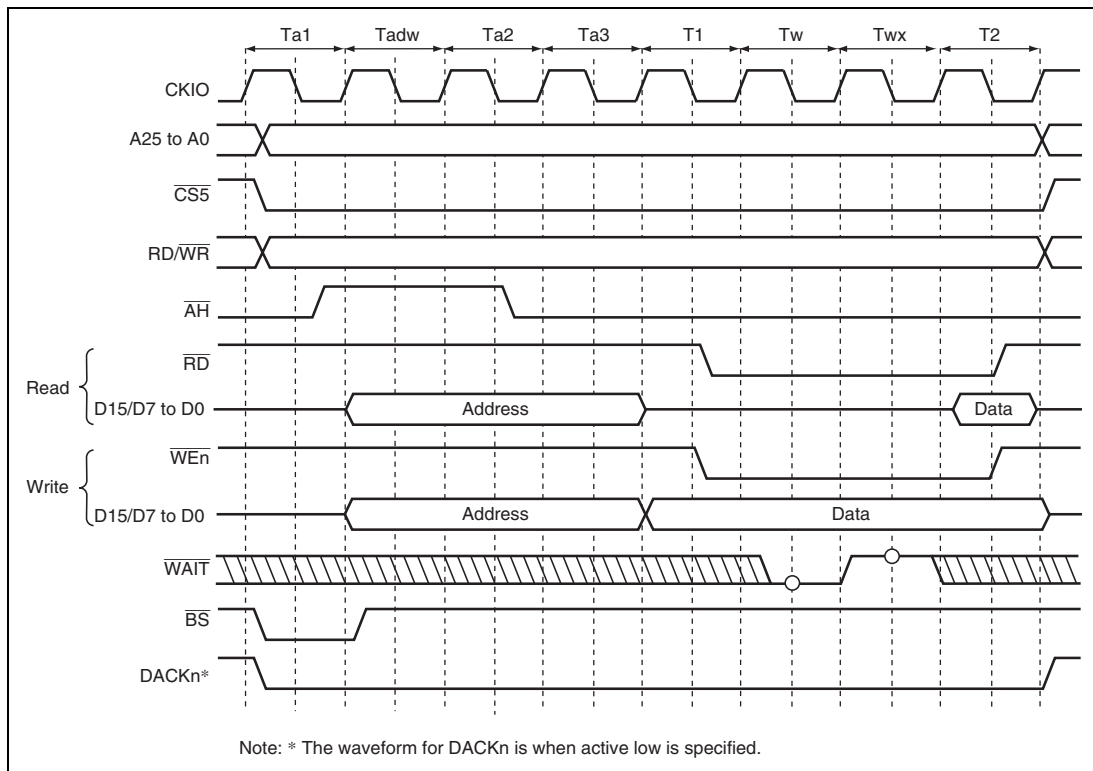 Ta1 Tadw Ta2 Ta3 T1 Tw Twx T2
CKIO
A25 to A0
CS5
RD/WR
AH
Read
RD
D15/D7 to D0 Address Data
Write
WEn
D15/D7 to D0 Address Data
WAIT
BS
DACKn*
Note: * The waveform for DACKn is when active low is specified.